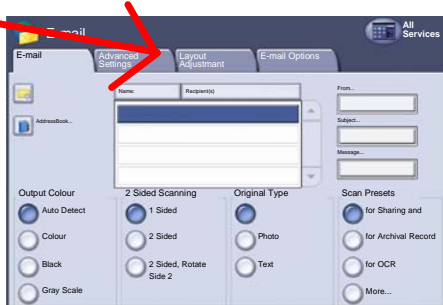 E-mail
All
Services
E-mail
Advanced
Settings
Layout
Adjustmant
E-mail Options
Name:
Recipient(s)
From...
AddressBook...
Subject...
Message...
Output Colour
2 Sided Scanning
Original Type
Scan Presets
Auto Detect
1 Sided
for Sharing and
Colour
2 Sided
Photo
for Archival Record
Black
2 Sided, Rotate
Side 2
Text
for OCR
Gray Scale
More...